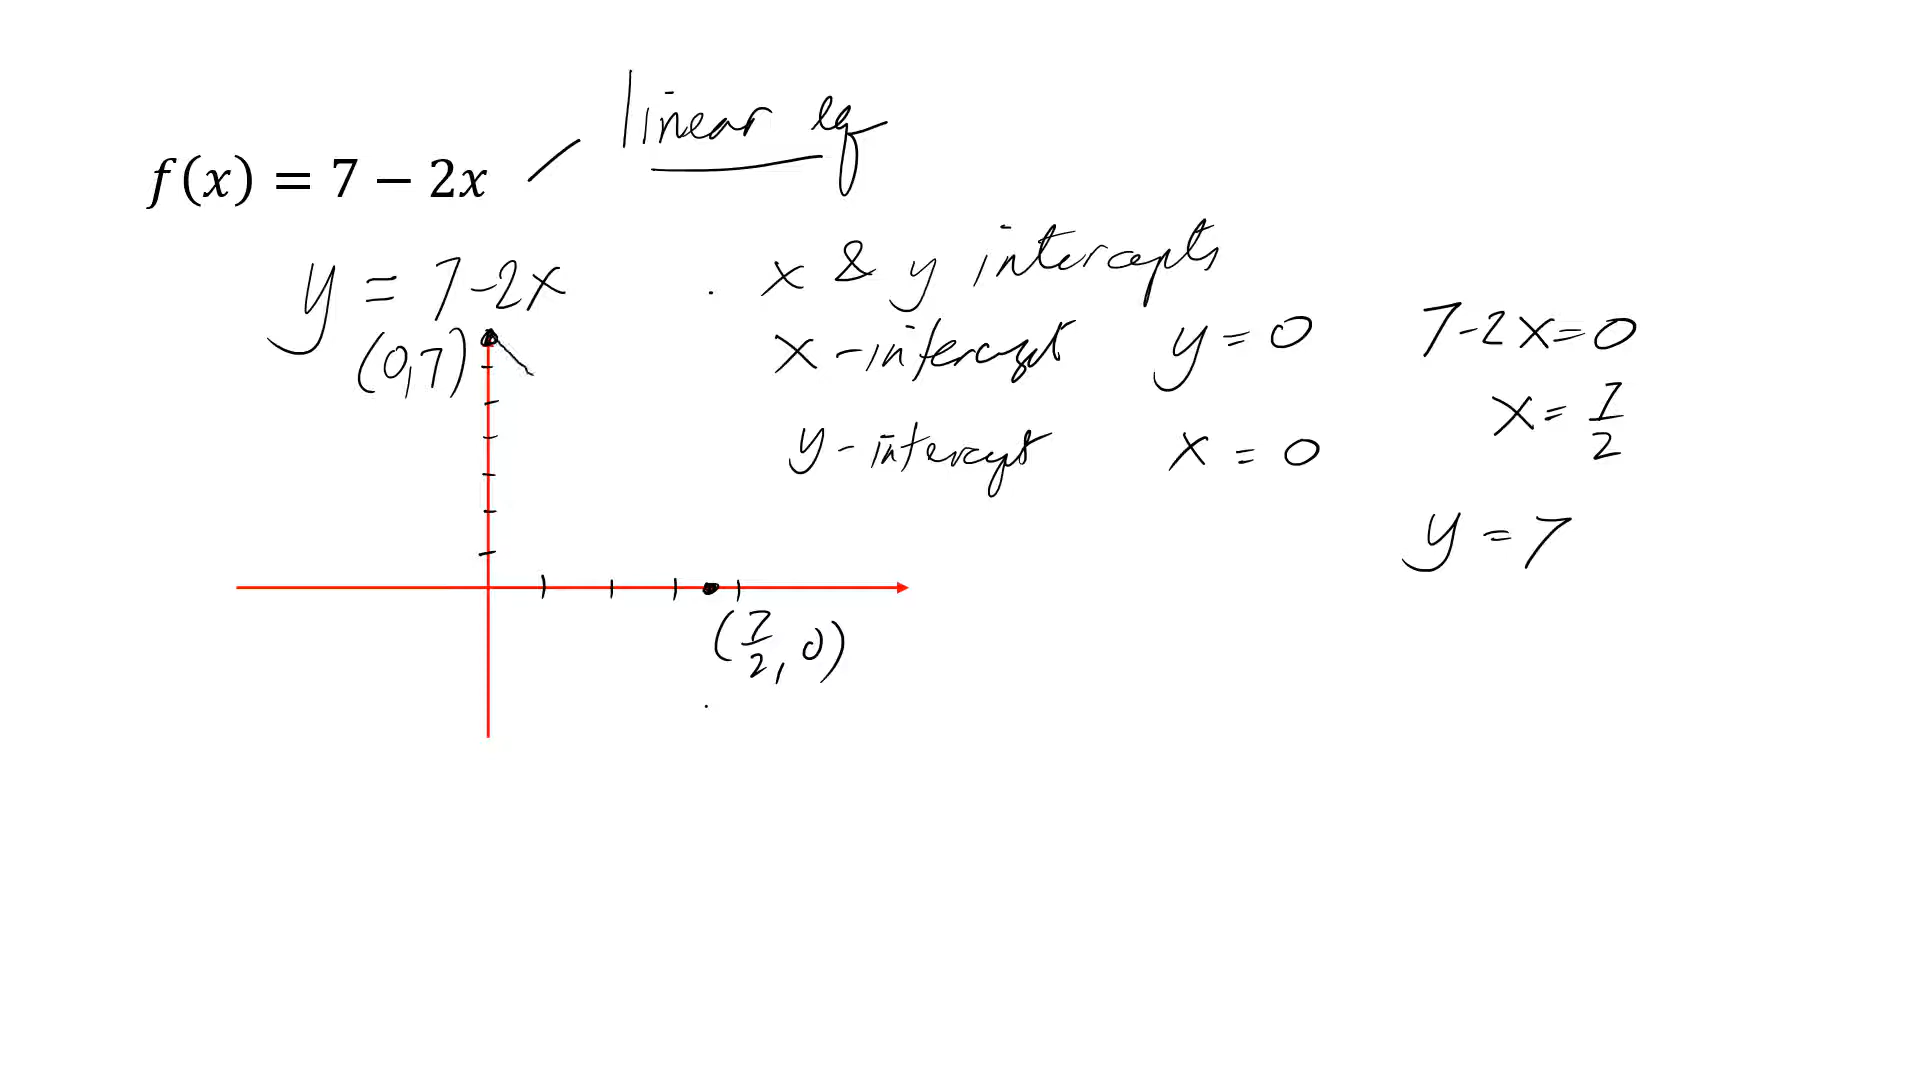 linear eq
f(x) = 7 − 2x
y = 7-2x
. x & y intercepts
x-intercept y = 0 7-2x=0
x = 7/2
y-intercept x = 0
y = 7
(0,7)
(7/2, 0)